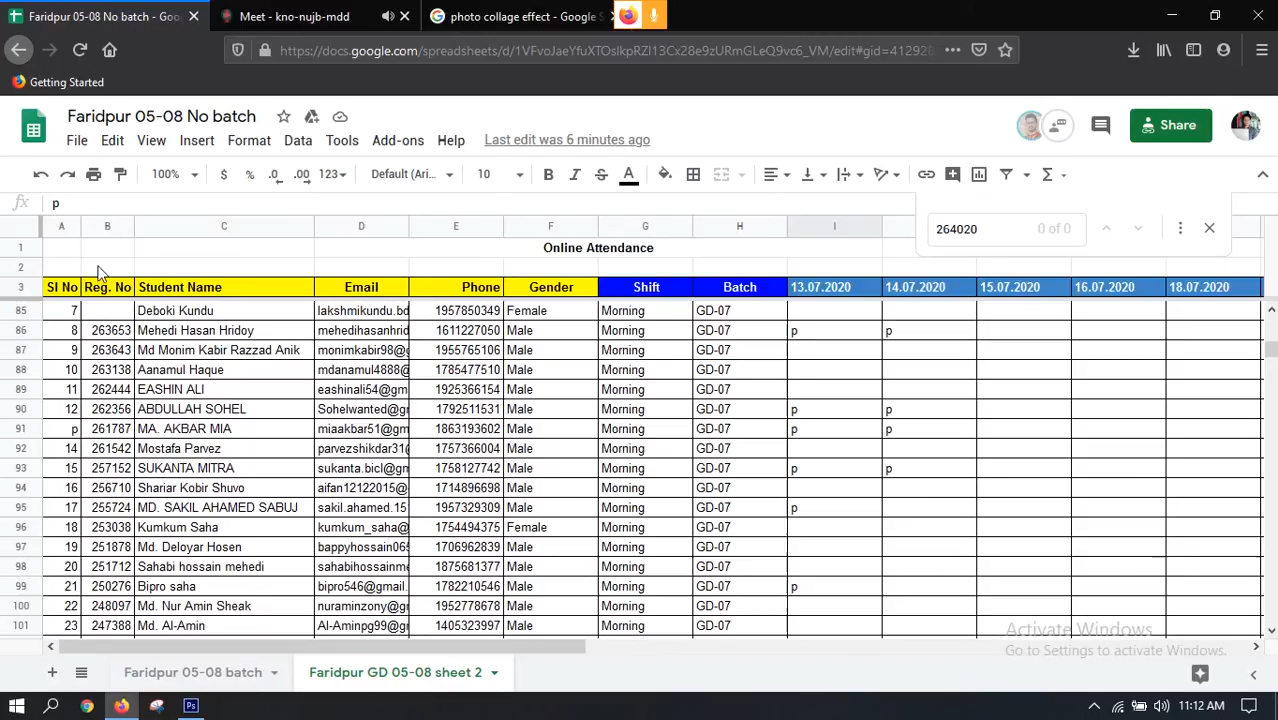 Faridpur 05-08 No batch - Goo
Meet - kno-nujb-mdd
photo collage effect - Google S
https://docs.google.com/spreadsheets/d/1VFvoJaeYfuXTOslkpRZl13Cx28e9zURmGLeQ9vc6_VM/edit#gid=412928
Getting Started
Faridpur 05-08 No batch
File Edit View Insert Format Data Tools Add-ons Help Last edit was 6 minutes ago
Share
100% $ % .0 .00 123 Default (Ari... 10 B I S A Σ
fx p
264020 0 of 0
A B C D E F G H I
1 Online Attendance
2
3 Sl No Reg. No Student Name Email Phone Gender Shift Batch 13.07.2020 14.07.2020 15.07.2020 16.07.2020 18.07.2020
85 7 Deboki Kundu lakshmikundu.bd 1957850349 Female Morning GD-07
86 8 263653 Mehedi Hasan Hridoy mehedihasanhrid 1611227050 Male Morning GD-07 p p
87 9 263643 Md Monim Kabir Razzad Anik monimkabir98@g 1955765106 Male Morning GD-07
88 10 263138 Aanamul Haque mdanamul4888@ 1785477510 Male Morning GD-07
89 11 262444 EASHIN ALI eashinali54@gm 1925366154 Male Morning GD-07
90 12 262356 ABDULLAH SOHEL Sohelwanted@gr 1792511531 Male Morning GD-07 p p
91 p 261787 MA. AKBAR MIA miaakbar51@gm 1863193602 Male Morning GD-07 p p
92 14 261542 Mostafa Parvez parvezshikdar31 1757366004 Male Morning GD-07
93 15 257152 SUKANTA MITRA sukanta.bicl@gm 1758127742 Male Morning GD-07 p p
94 16 256710 Shariar Kobir Shuvo aifan12122015@ 1714896698 Male Morning GD-07
95 17 255724 MD. SAKIL AHAMED SABUJ sakil.ahamed.15 1957329309 Male Morning GD-07 p
96 18 253038 Kumkum Saha kumkum_saha@ 1754494375 Female Morning GD-07
97 19 251878 Md. Deloyar Hosen bappyhossain065 1706962839 Male Morning GD-07
98 20 251712 Sahabi hossain mehedi sahabihossainme 1875681377 Male Morning GD-07
99 21 250276 Bipro saha bipro546@gmail. 1782210546 Male Morning GD-07 p
100 22 248097 Md. Nur Amin Sheak nuraminzony@gr 1952778678 Male Morning GD-07
101 23 247388 Md. Al-Amin Al-Aminpg99@gr 1405323997 Male Morning GD-07
Activate Windows
Go to Settings to activate Windows.
Faridpur 05-08 batch Faridpur GD 05-08 sheet 2
Ps 11:12 AM